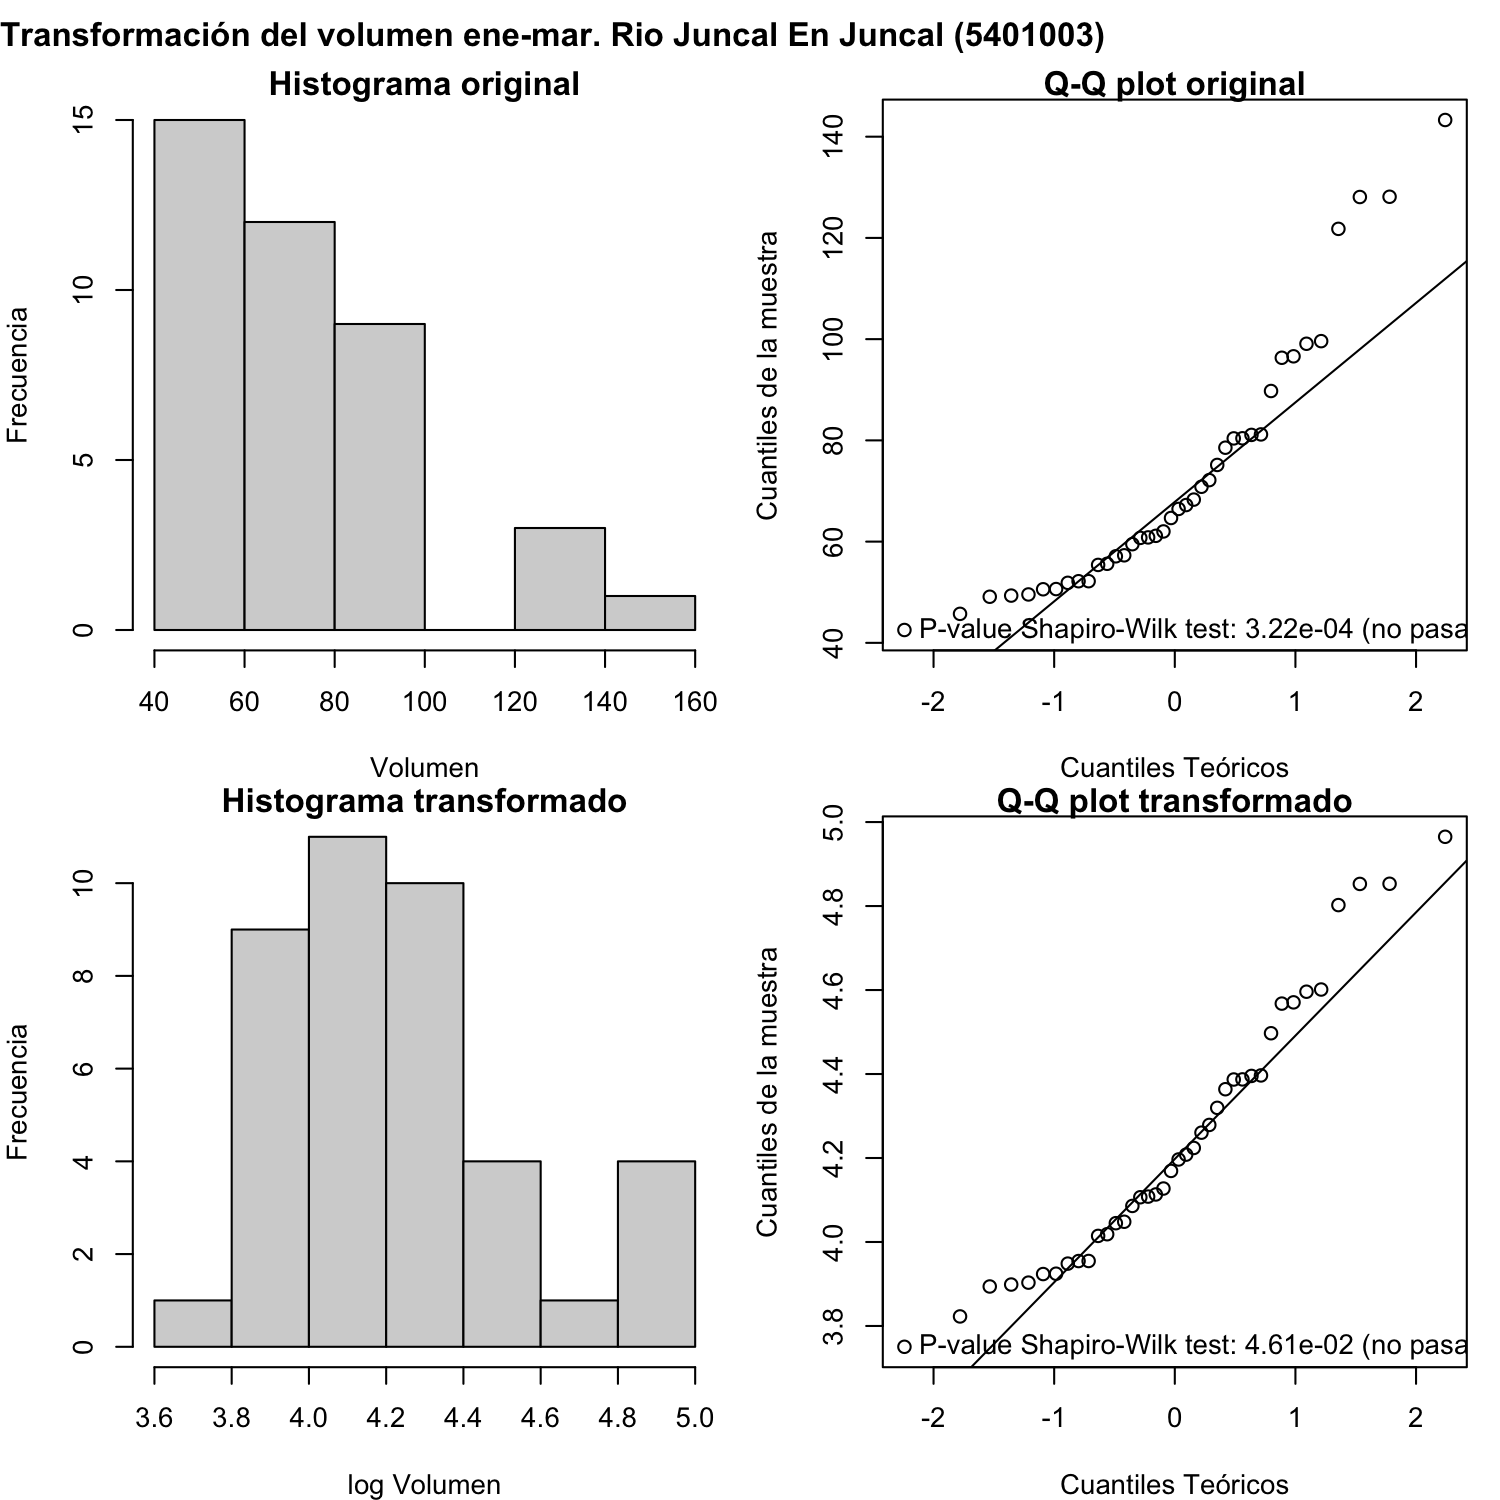 Transformación del volumen ene-mar. Rio Juncal En Juncal (5401003)
Histograma original
Frecuencia
0 5 10 15
40 60 80 100 120 140 160
Volumen
Q-Q plot original
Cuantiles de la muestra
40 60 80 100 120 140
P-value Shapiro-Wilk test: 3.22e-04 (no pasa
-2 -1 0 1 2
Cuantiles Teóricos
Histograma transformado
Frecuencia
0 2 4 6 8 10
3.6 3.8 4.0 4.2 4.4 4.6 4.8 5.0
log Volumen
Q-Q plot transformado
Cuantiles de la muestra
3.8 4.0 4.2 4.4 4.6 4.8 5.0
P-value Shapiro-Wilk test: 4.61e-02 (no pasa
-2 -1 0 1 2
Cuantiles Teóricos